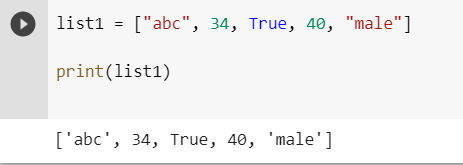 list1 = ["abc", 34, True, 40, "male"]
print(list1)
['abc', 34, True, 40, 'male']